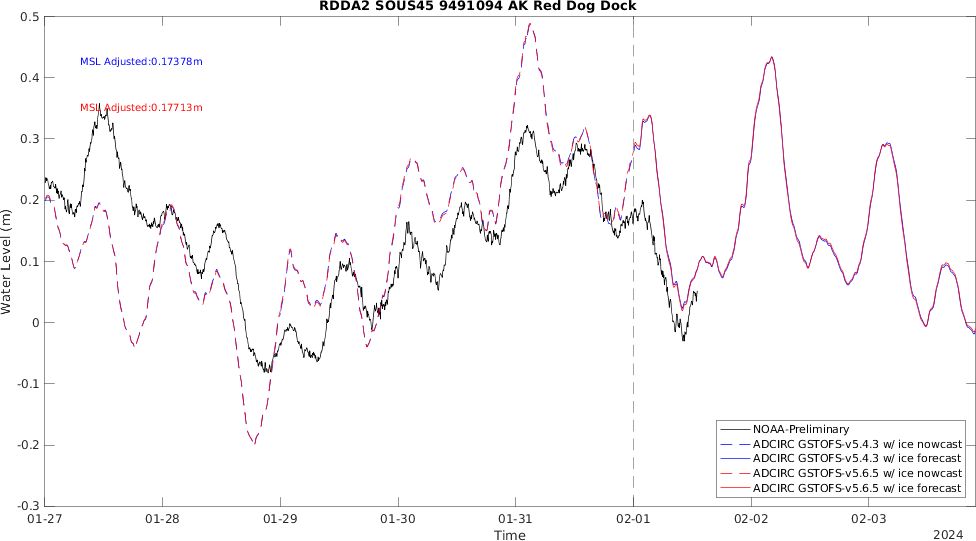 RDDA2 SOUS45 9491094 AK Red Dog Dock
0.5
0.4
0.3
0.2
0.1
0
-0.1
-0.2
-0.3
Water Level (m)
MSL Adjusted:0.17378m
MSL Adjusted:0.17713m
NOAA-Preliminary
ADCIRC GSTOFS-v5.4.3 w/ ice nowcast
ADCIRC GSTOFS-v5.4.3 w/ ice forecast
ADCIRC GSTOFS-v5.6.5 w/ ice nowcast
ADCIRC GSTOFS-v5.6.5 w/ ice forecast
01-27 01-28 01-29 01-30 01-31 02-01 02-02 02-03
Time
2024